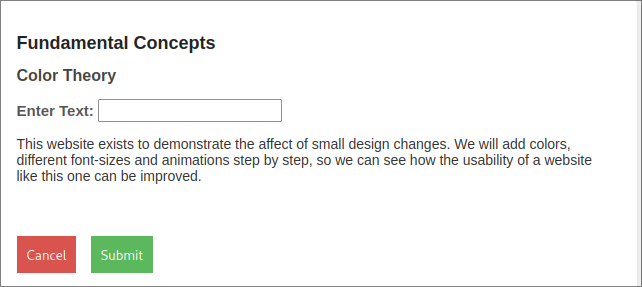 Fundamental Concepts
Color Theory
Enter Text:
This website exists to demonstrate the affect of small design changes. We will add colors,
different font-sizes and animations step by step, so we can see how the usability of a website
like this one can be improved.
Cancel Submit